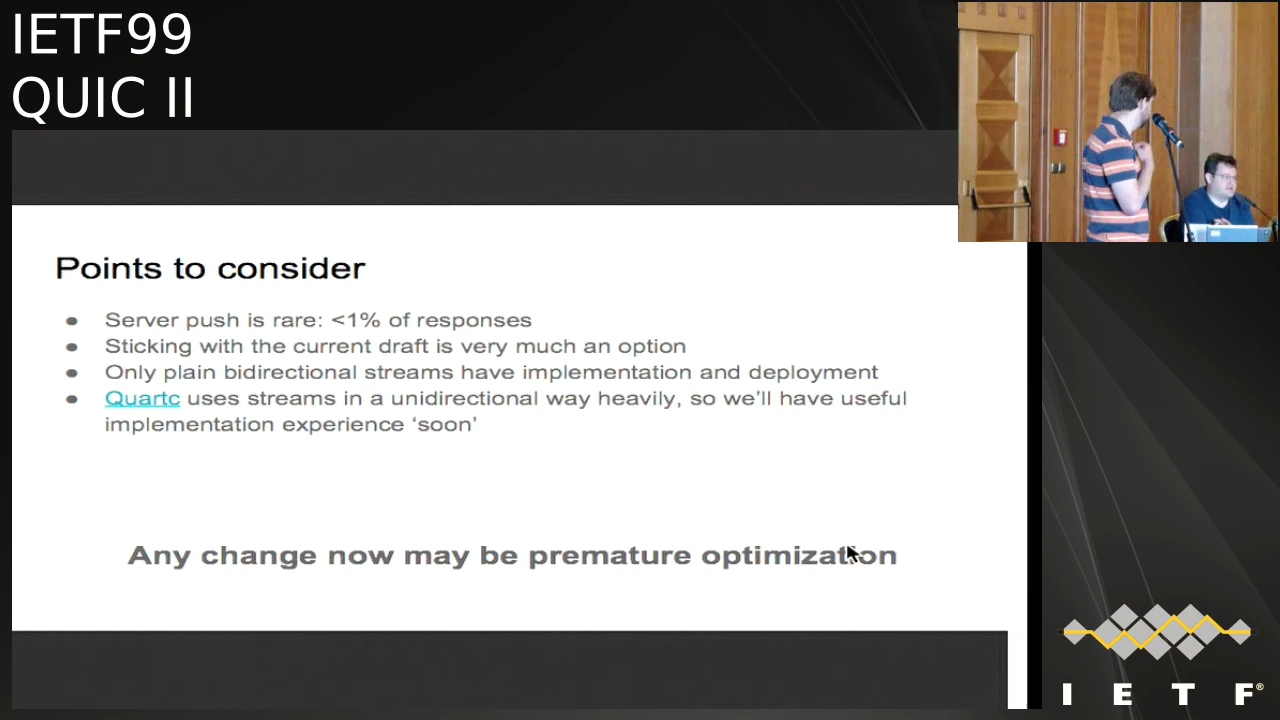 IETF99
QUIC II
Points to consider
● Server push is rare: <1% of responses
● Sticking with the current draft is very much an option
● Only plain bidirectional streams have implementation and deployment
● Quartc uses streams in a unidirectional way heavily, so we’ll have useful
implementation experience ‘soon’
Any change now may be premature optimization
I E T F®